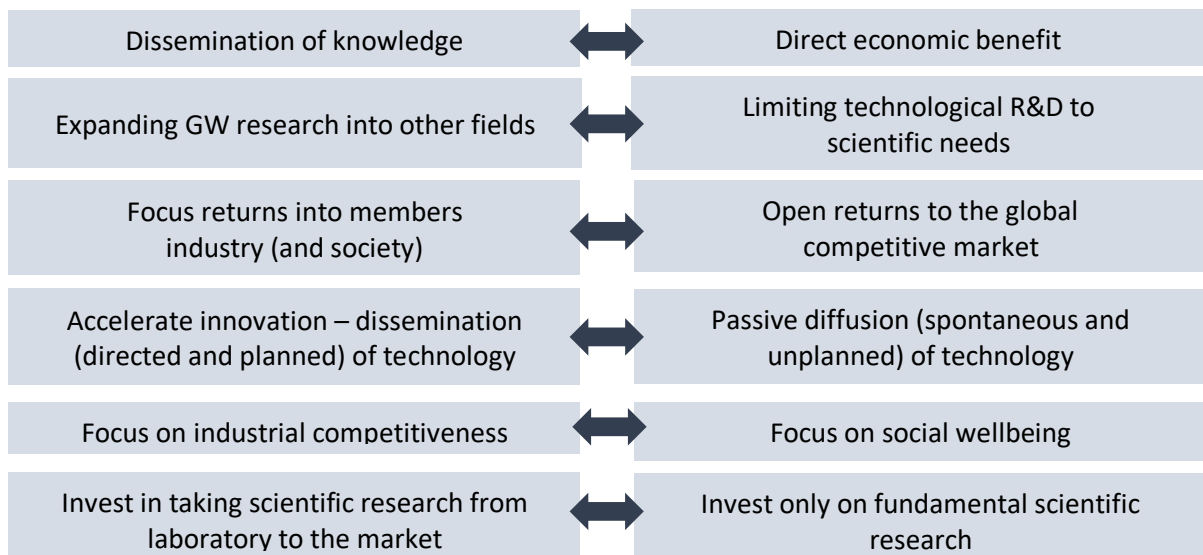 Dissemination of knowledge
Direct economic benefit
Expanding GW research into other fields
Limiting technological R&D to
scientific needs
Focus returns into members
industry (and society)
Open returns to the global
competitive market
Accelerate innovation – dissemination
(directed and planned) of technology
Passive diffusion (spontaneous and
unplanned) of technology
Focus on industrial competitiveness
Focus on social wellbeing
Invest in taking scientific research from
laboratory to the market
Invest only on fundamental scientific
research